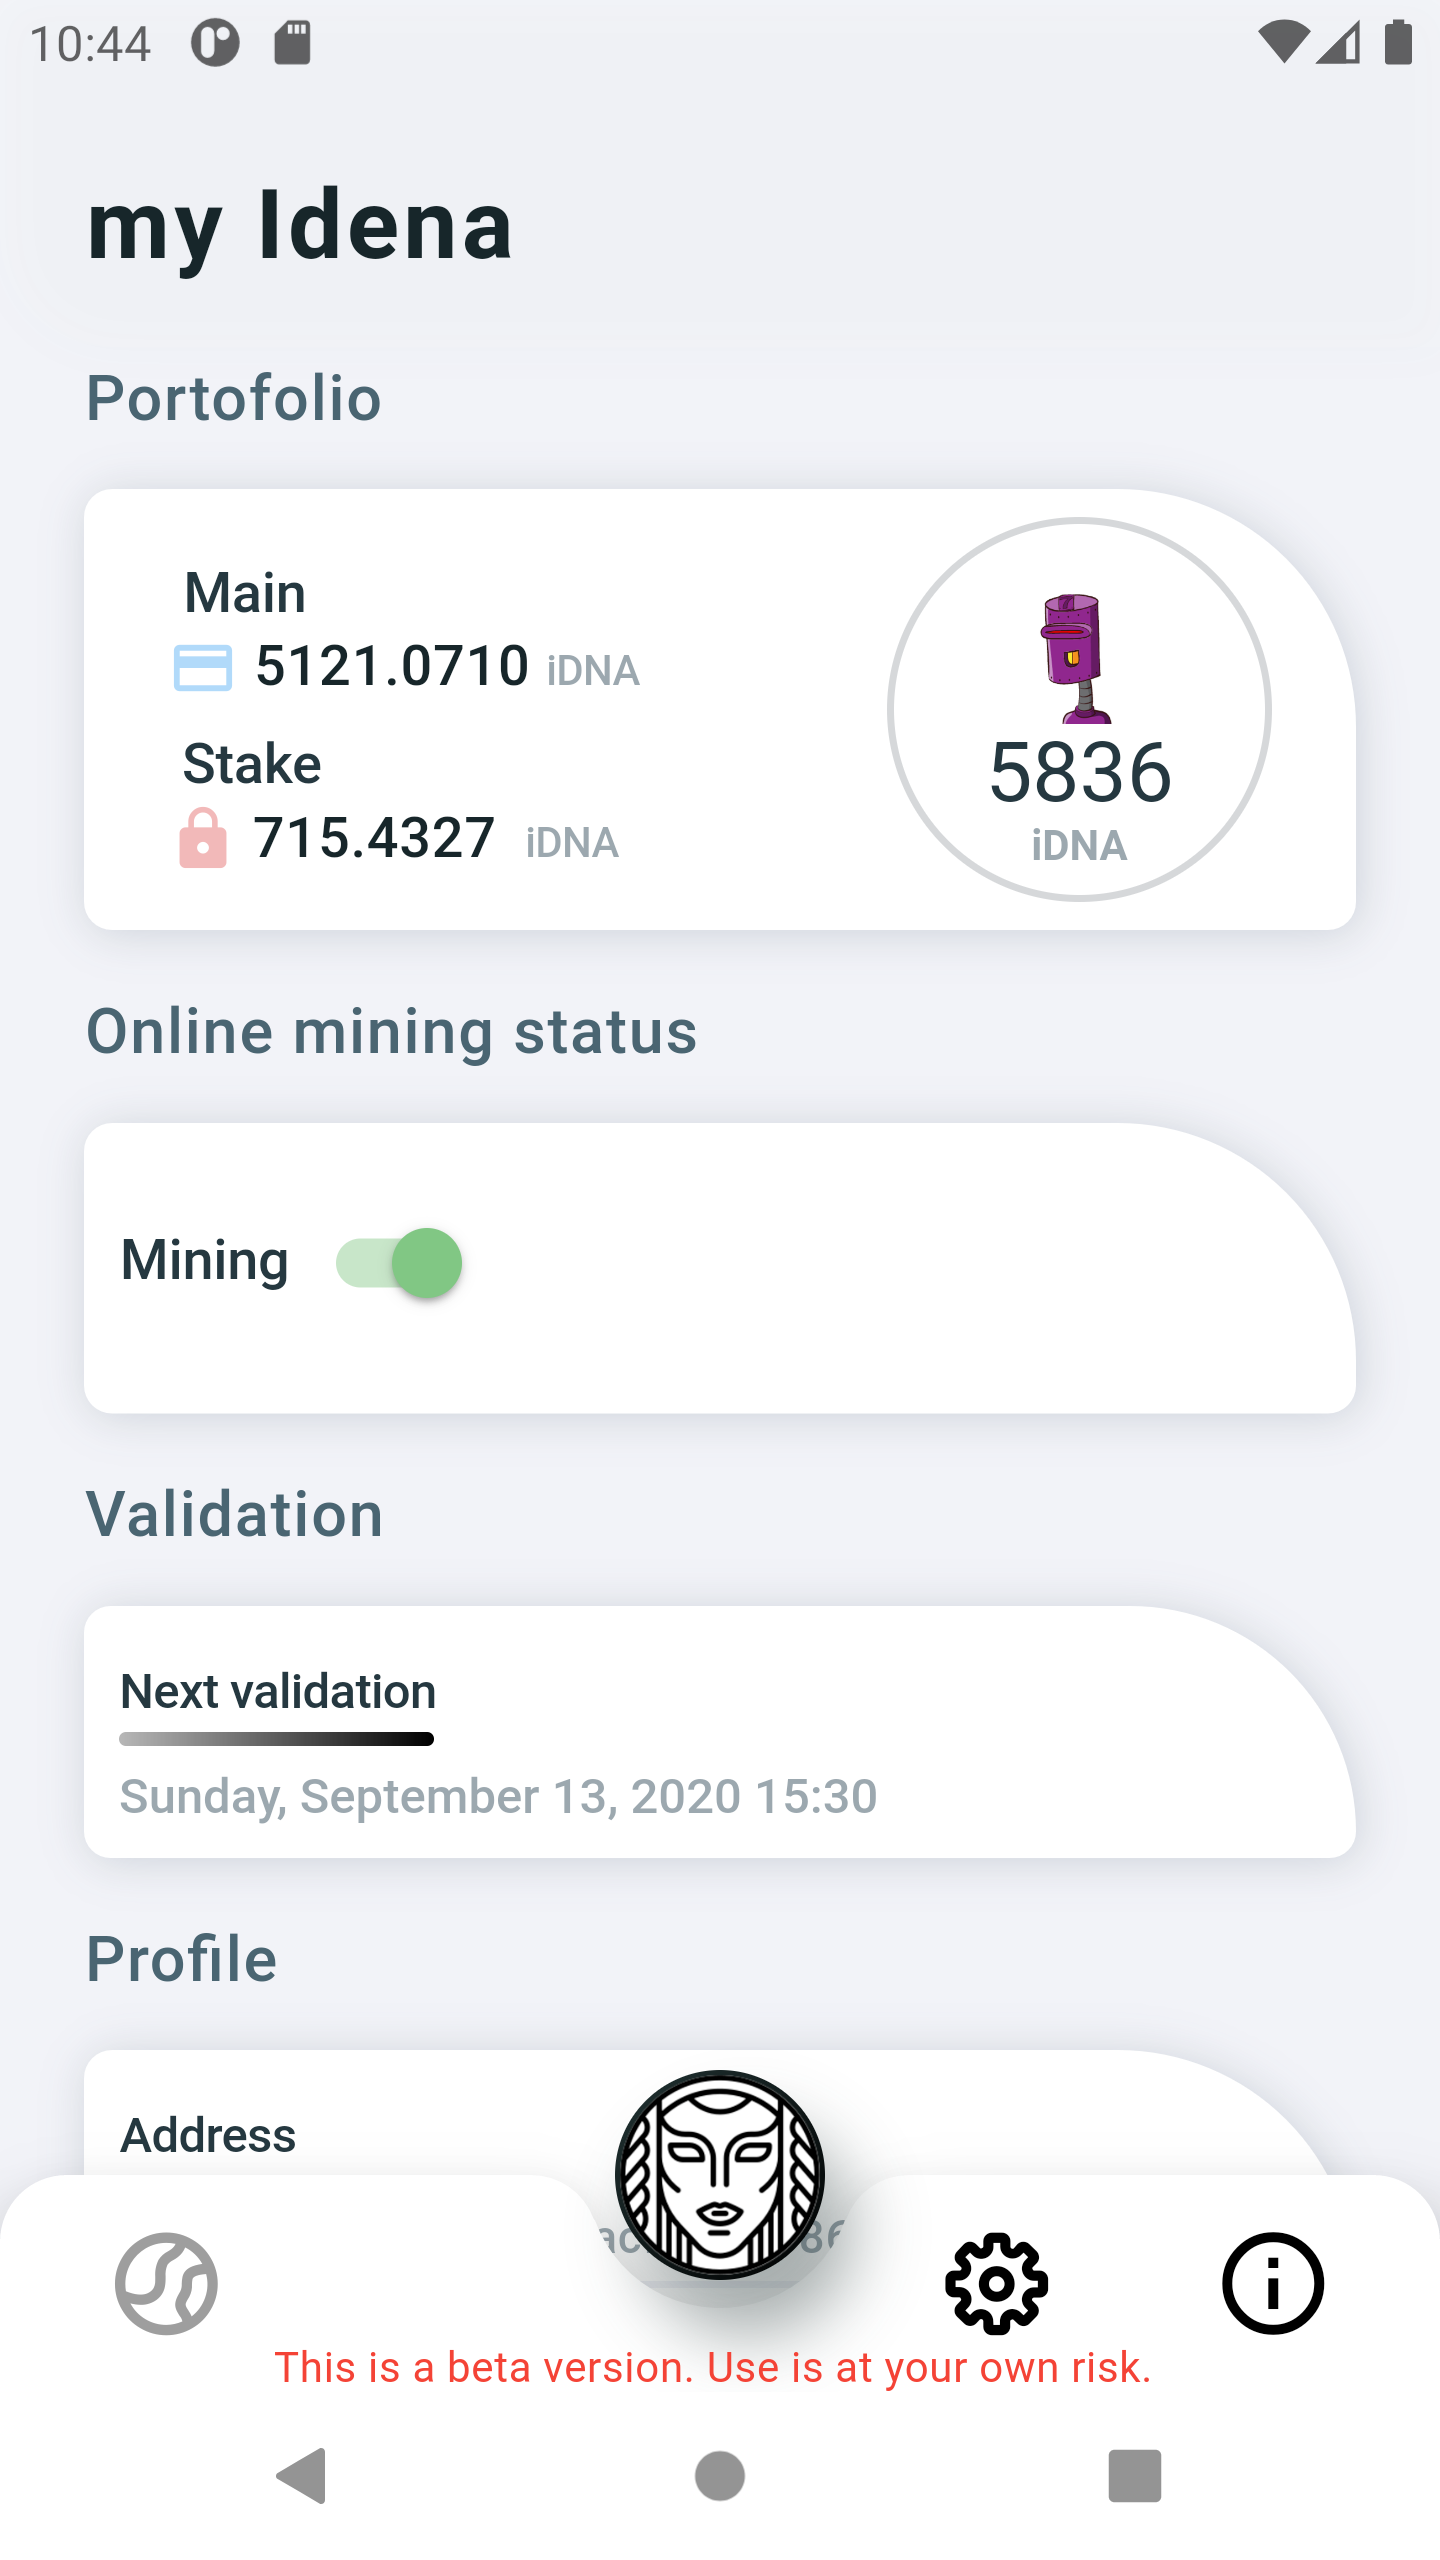 10:44
my Idena
Portofolio
Main
5121.0710 iDNA
Stake
715.4327 iDNA
5836
iDNA
Online mining status
Mining
Validation
Next validation
Sunday, September 13, 2020 15:30
Profile
Address
This is a beta version. Use is at your own risk.